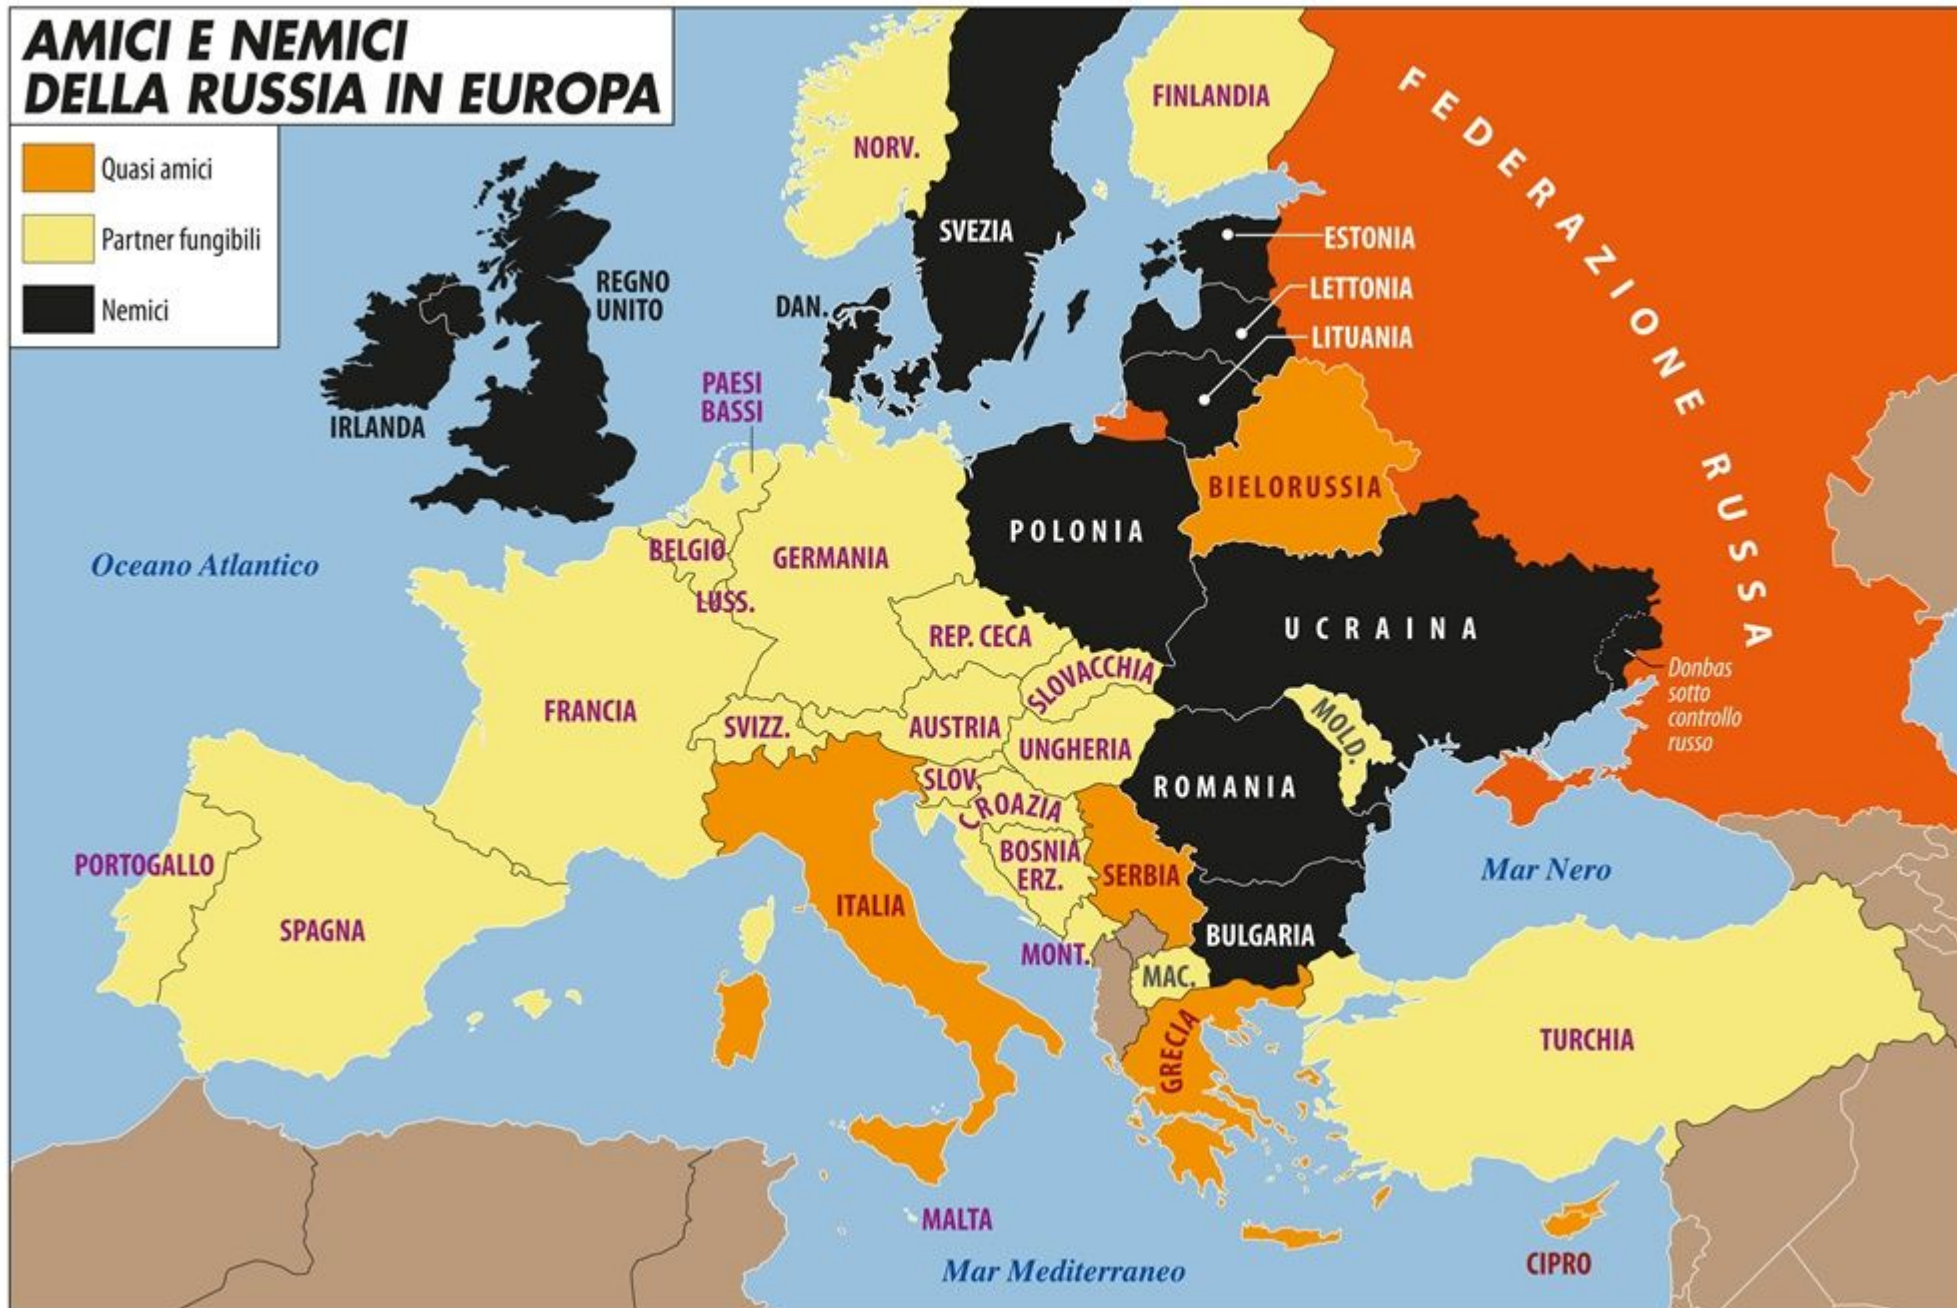 AMICI E NEMICI
DELLA RUSSIA IN EUROPA
Quasi amici
Partner fungibili
Nemici
FEDERAZIONE RUSSA
FINLANDIA
NORV.
SVEZIA
ESTONIA
LETTONIA
LITUANIA
REGNO
UNITO
DAN.
IRLANDA
PAESI
BASSI
BIELORUSSIA
POLONIA
Oceano Atlantico
BELGIO
GERMANIA
LUSS.
REP. CECA
UCRAINA
Donbas
sotto
controllo
russo
SLOVACCHIA
FRANCIA
SVIZZ.
AUSTRIA
UNGHERIA
MOLD.
SLOV.
CROAZIA
ROMANIA
BOSNIA
ERZ.
SERBIA
PORTOGALLO
SPAGNA
ITALIA
Mar Nero
MONT.
BULGARIA
MAC.
GRECIA
TURCHIA
MALTA
Mar Mediterraneo
CIPRO